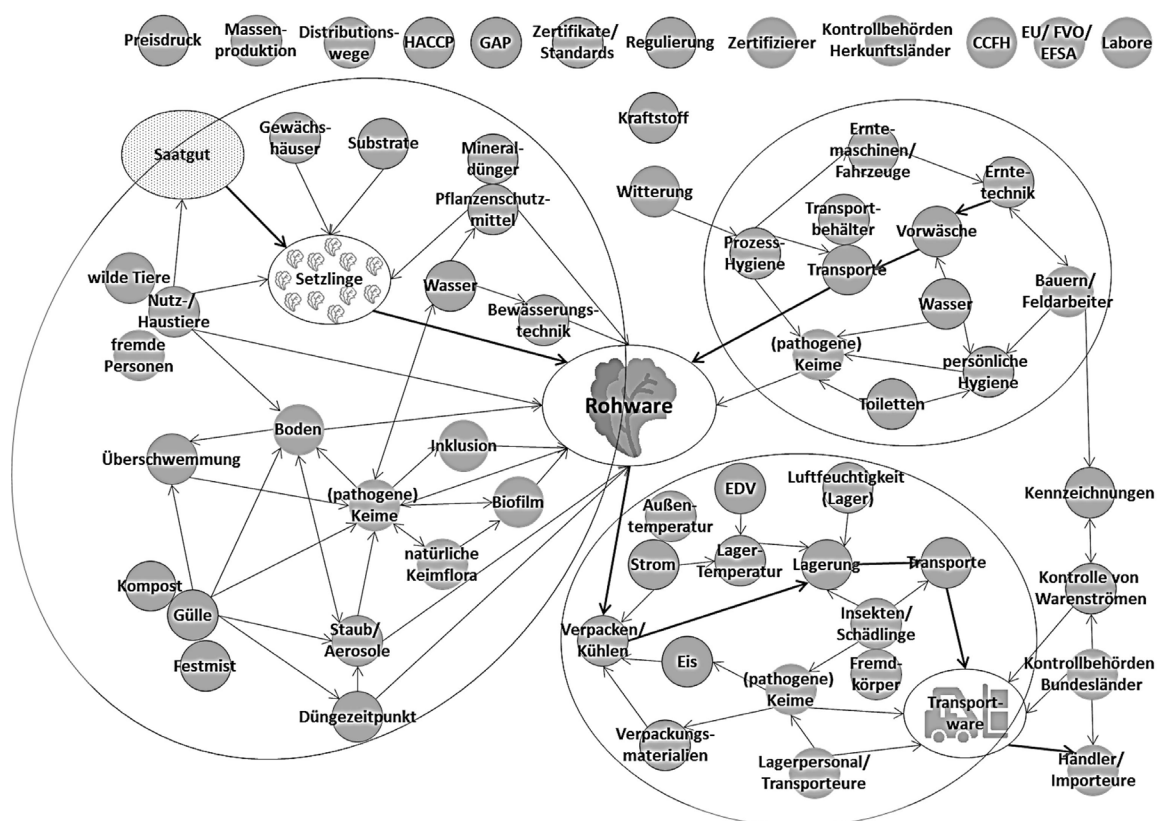 Preisdruck
Massen-
produktion
Distributions-
wege
HACCP
GAP
Zertifikate/
Standards
Regulierung
Zertifizierer
Kontrollbehörden
Herkunftsländer
CCFH
EU/ FVO/
EFSA
Labore
Saatgut
Gewächs-
häuser
Substrate
Mineral-
dünger
Pflanzenschutz-
mittel
Setzlinge
Wasser
Bewässerungs-
technik
wilde Tiere
Nutz-/
Haustiere
fremde
Personen
Kraftstoff
Witterung
Ernte-
maschinen/
Fahrzeuge
Ernte-
technik
Transport-
behälter
Vorwäsche
Prozess-
Hygiene
Transporte
Wasser
Bauern/
Feldarbeiter
(pathogene)
Keime
persönliche
Hygiene
Toiletten
Rohware
Boden
Überschwemmung
Inklusion
(pathogene)
Keime
Biofilm
natürliche
Keimflora
Kompost
Gülle
Festmist
Staub/
Aerosole
Düngezeitpunkt
EDV
Luftfeuchtigkeit
(Lager)
Außen-
temperatur
Strom
Lager-
Temperatur
Lagerung
Transporte
Verpacken/
Kühlen
Eis
Insekten/
Schädlinge
Fremd-
körper
(pathogene)
Keime
Verpackungs-
materialien
Lagerpersonal/
Transporteure
Transport-
ware
Kennzeichnungen
Kontrolle von
Warenströmen
Kontrollbehörden
Bundesländer
Händler/
Importeure